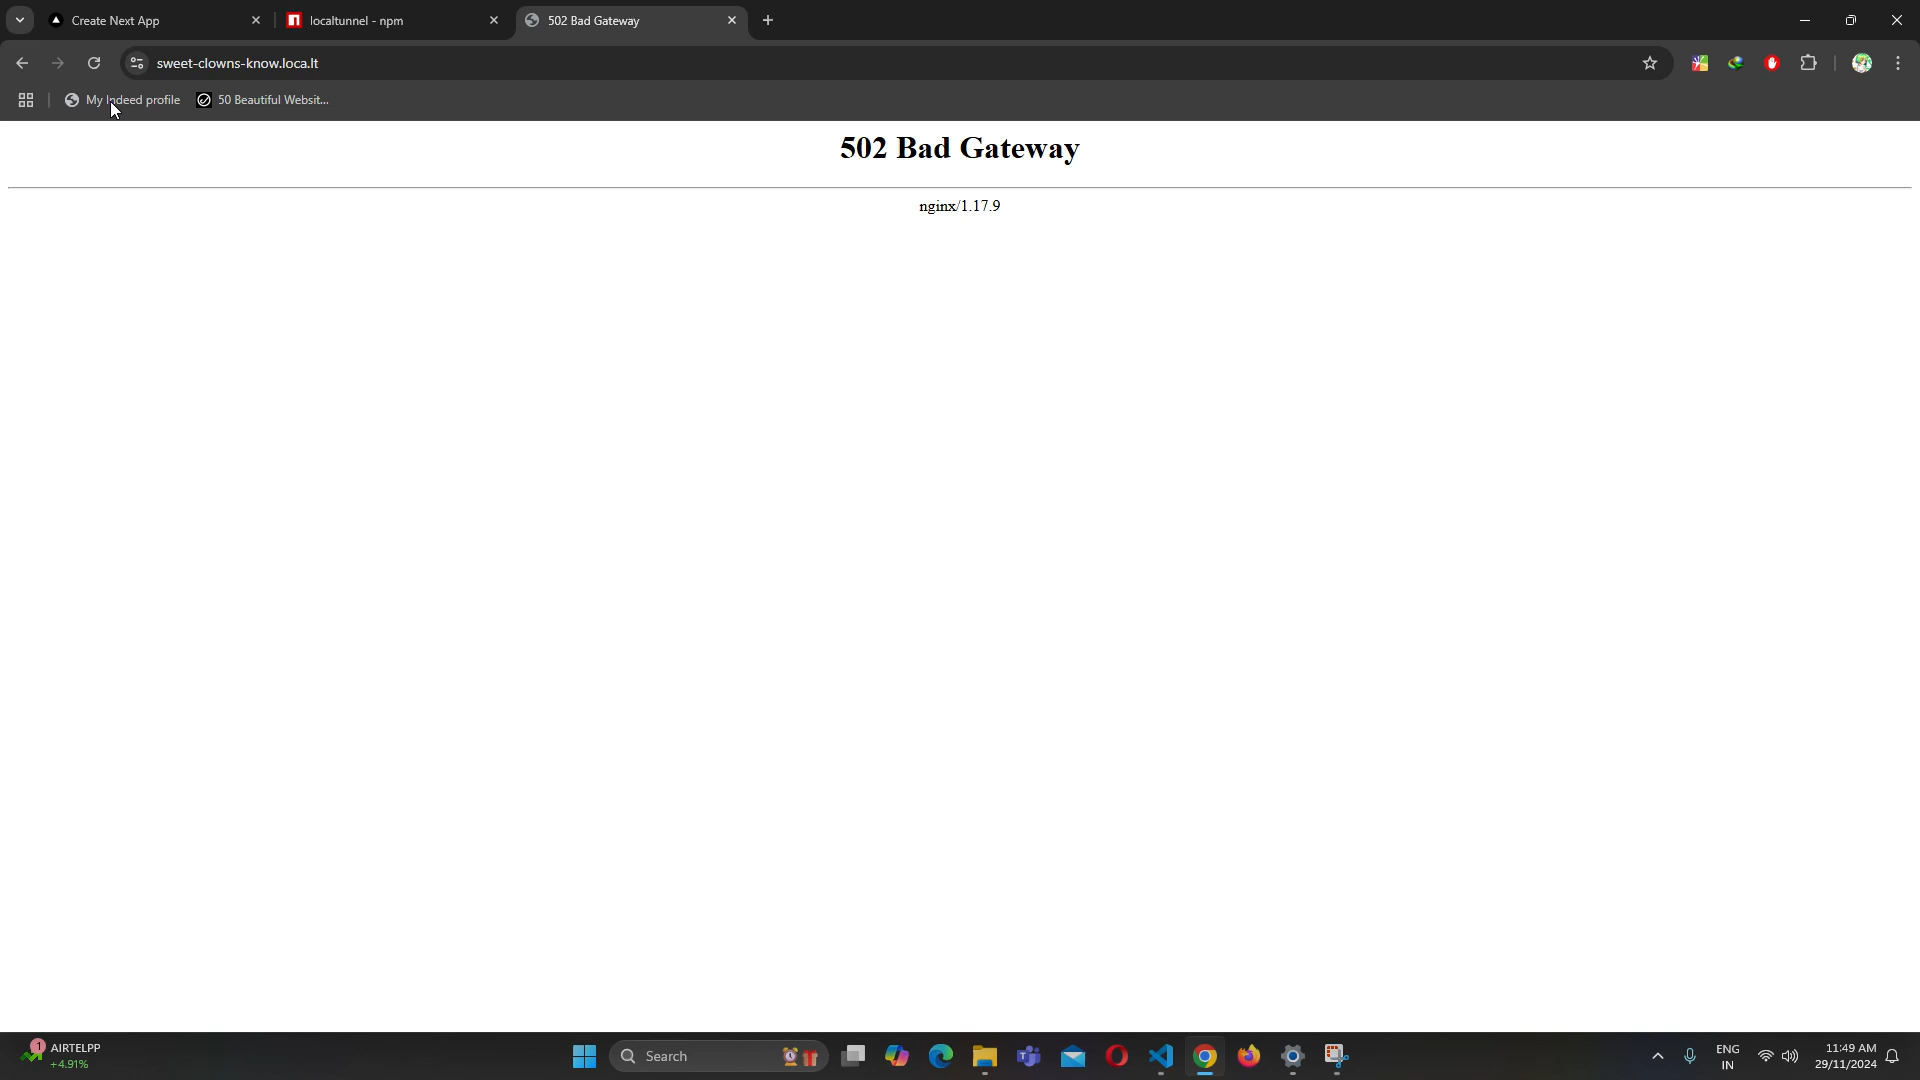 Create Next App
localtunnel - npm
502 Bad Gateway
sweet-clowns-know.loca.lt
My Indeed profile
50 Beautiful Websit...
502 Bad Gateway
nginx/1.17.9
1
AIRTELPP
+4.91%
Search
ENG
IN
11:49 AM
29/11/2024